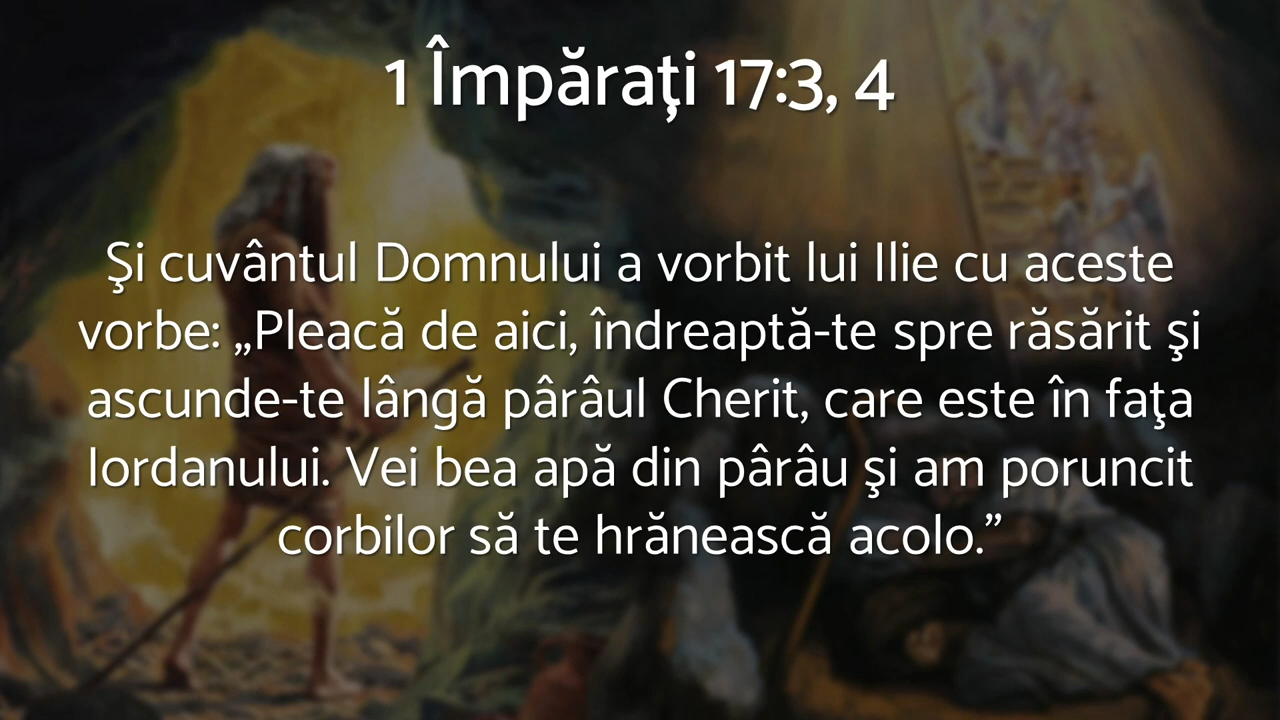 1 Împăraţi 17:3, 4
Şi cuvântul Domnului a vorbit lui Ilie cu aceste
vorbe: „Pleacă de aici, îndreaptă-te spre răsărit şi
ascunde-te lângă pârâul Cherit, care este în faţa
Iordanului. Vei bea apă din pârâu şi am poruncit
corbilor să te hrănească acolo.”